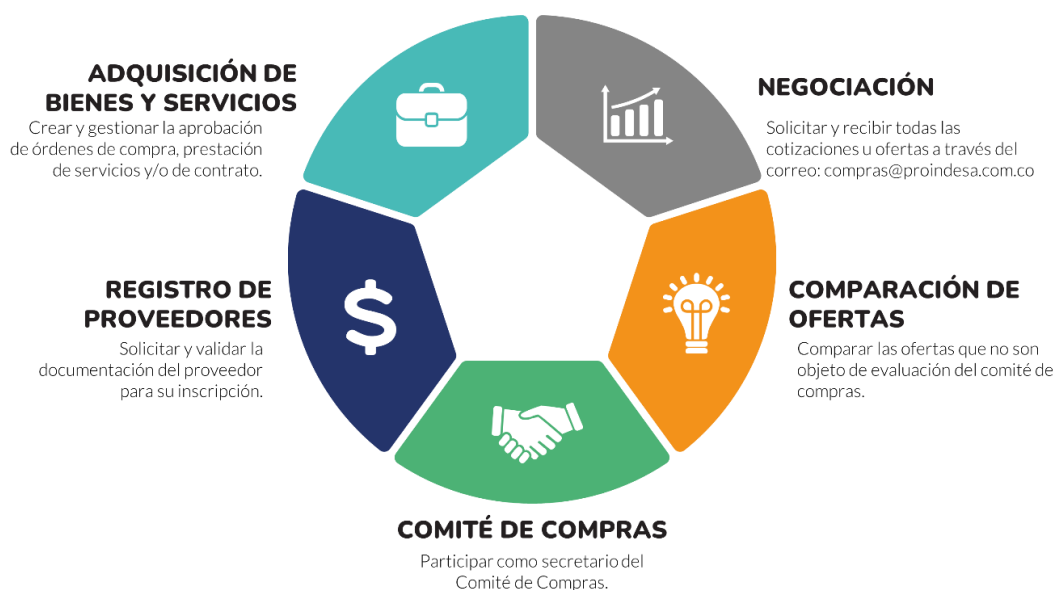 ADQUISICIÓN DE
BIENES Y SERVICIOS
Crear y gestionar la aprobación
de órdenes de compra, prestación
de servicios y/o de contrato.
NEGOCIACIÓN
Solicitar y recibir todas las
cotizaciones u ofertas a través del
correo: compras@proindesa.com.co
REGISTRO DE
PROVEEDORES
Solicitar y validar la
documentación del proveedor
para su inscripción.
$
COMPARACIÓN DE
OFERTAS
Comparar las ofertas que no son
objeto de evaluación del comité de
compras.
COMITÉ DE COMPRAS
Participar como secretario del
Comité de Compras.